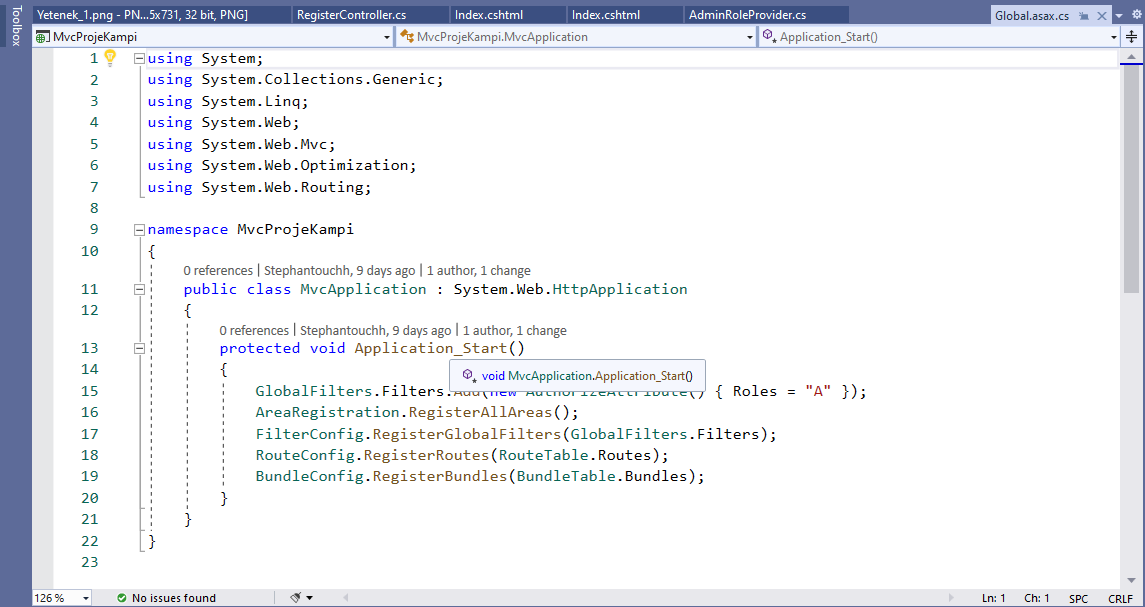 Toolbox
Yetenek_1.png - PN...5x731, 32 bit, PNG] RegisterController.cs Index.cshtml Index.cshtml AdminRoleProvider.cs Global.asax.cs
MvcProjeKampi MvcProjeKampi.MvcApplication Application_Start()
1 using System;
2 using System.Collections.Generic;
3 using System.Linq;
4 using System.Web;
5 using System.Web.Mvc;
6 using System.Web.Optimization;
7 using System.Web.Routing;
8
9 namespace MvcProjeKampi
10 {
0 references | Stephantouchh, 9 days ago | 1 author, 1 change
11 public class MvcApplication : System.Web.HttpApplication
12 {
0 references | Stephantouchh, 9 days ago | 1 author, 1 change
13 protected void Application_Start()
14 {
void MvcApplication.Application_Start()
15 GlobalFilters.Filters.Add(new AuthorizeAttribute() { Roles = "A" });
16 AreaRegistration.RegisterAllAreas();
17 FilterConfig.RegisterGlobalFilters(GlobalFilters.Filters);
18 RouteConfig.RegisterRoutes(RouteTable.Routes);
19 BundleConfig.RegisterBundles(BundleTable.Bundles);
20 }
21 }
22 }
23
126 % No issues found Ln: 1 Ch: 1 SPC CRLF